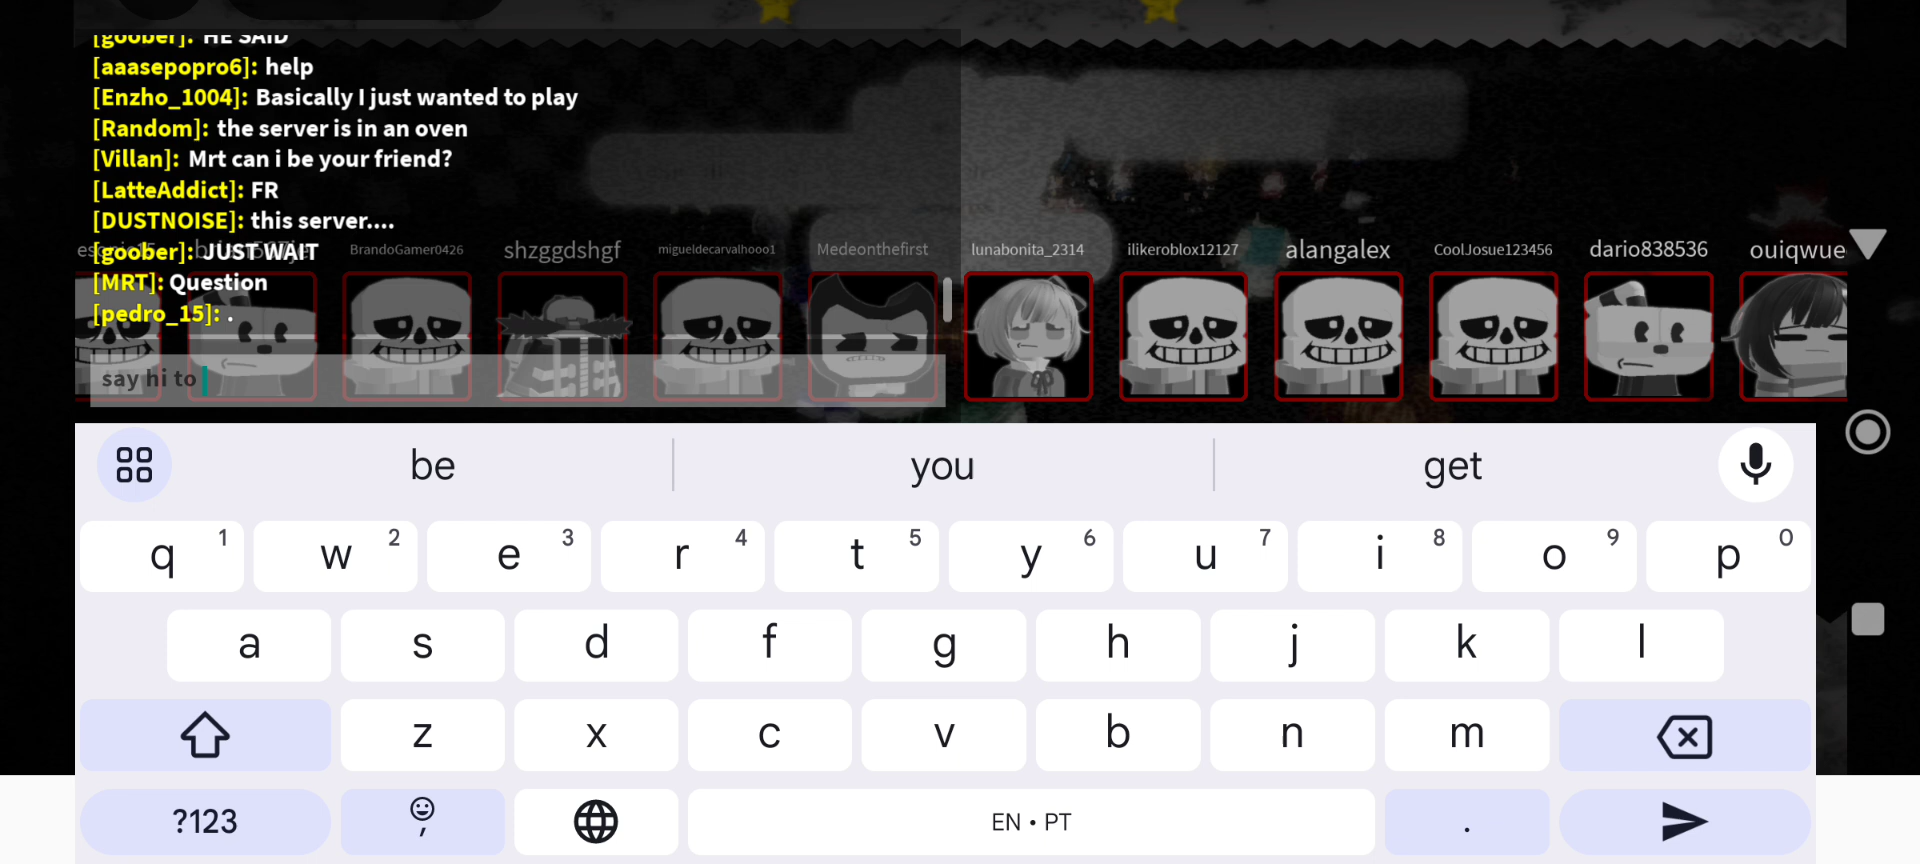 [goober]: HE SAID
[aaasepopro6]: help
[Enzho_1004]: Basically I just wanted to play
[Random]: the server is in an oven
[Villan]: Mrt can i be your friend?
[LatteAddict]: FR
[DUSTNOISE]: this server....
[goober]: JUST WAIT
[MRT]: Question
[pedro_15]: .
BrandoGamer0426 shzggdshgf migueldecarvalhooo1 Medeonthefirst lunabonita_2314 ilikeroblox12127 alangalex CoolJosue123456 dario838536 ouiqwue
say hi to
be you get
q 1 w 2 e 3 r 4 t 5 y 6 u 7 i 8 o 9 p 0
a s d f g h j k l
z x c v b n m
?123 , EN • PT .